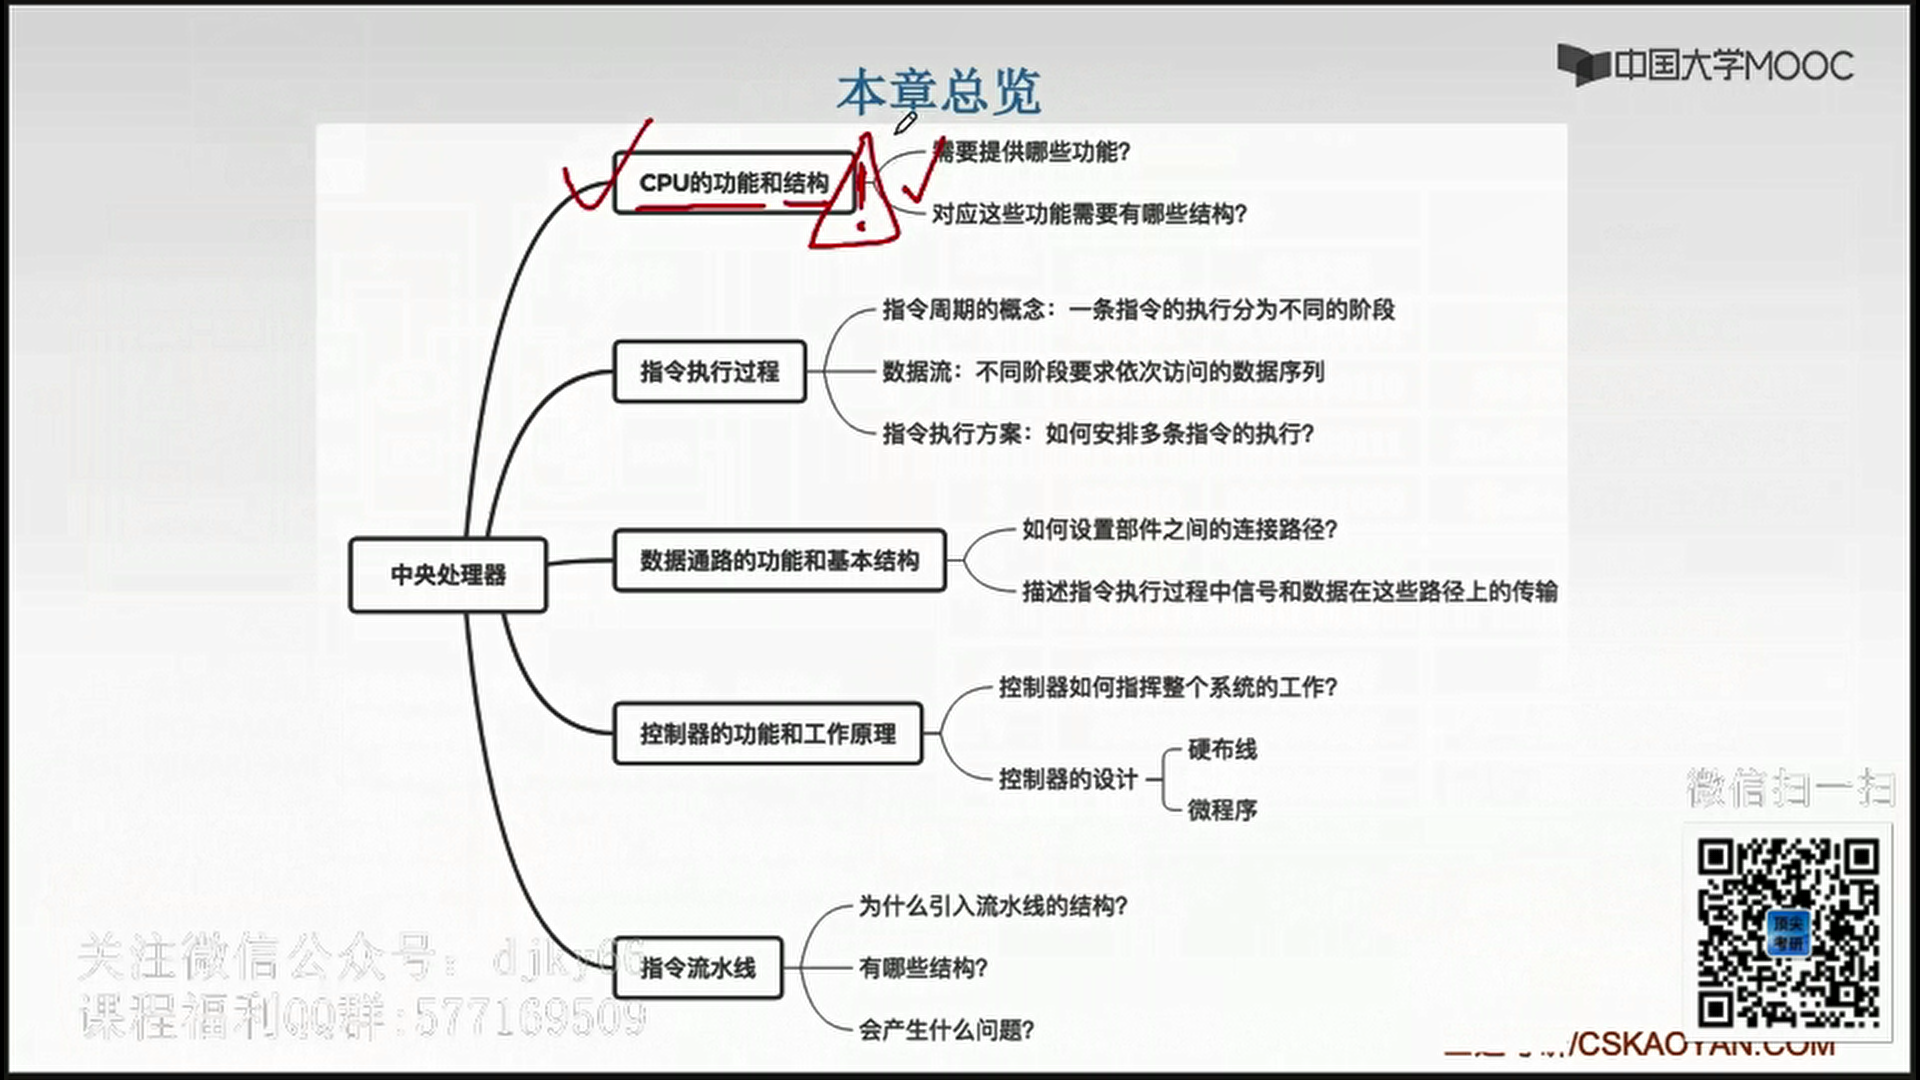 中国大学MOOC
本章总览
CPU的功能和结构
需要提供哪些功能?
对应这些功能需要有哪些结构?
指令执行过程
指令周期的概念：一条指令的执行分为不同的阶段
数据流：不同阶段要求依次访问的数据序列
指令执行方案：如何安排多条指令的执行?
中央处理器
数据通路的功能和基本结构
如何设置部件之间的连接路径?
描述指令执行过程中信号和数据在这些路径上的传输
控制器的功能和工作原理
控制器如何指挥整个系统的工作?
控制器的设计
硬布线
微程序
指令流水线
为什么引入流水线的结构?
有哪些结构?
会产生什么问题?
微信扫一扫
顶尖
考研
关注微信公众号：djky66
课程福利QQ群:577169509
/CSKAOYAN.COM